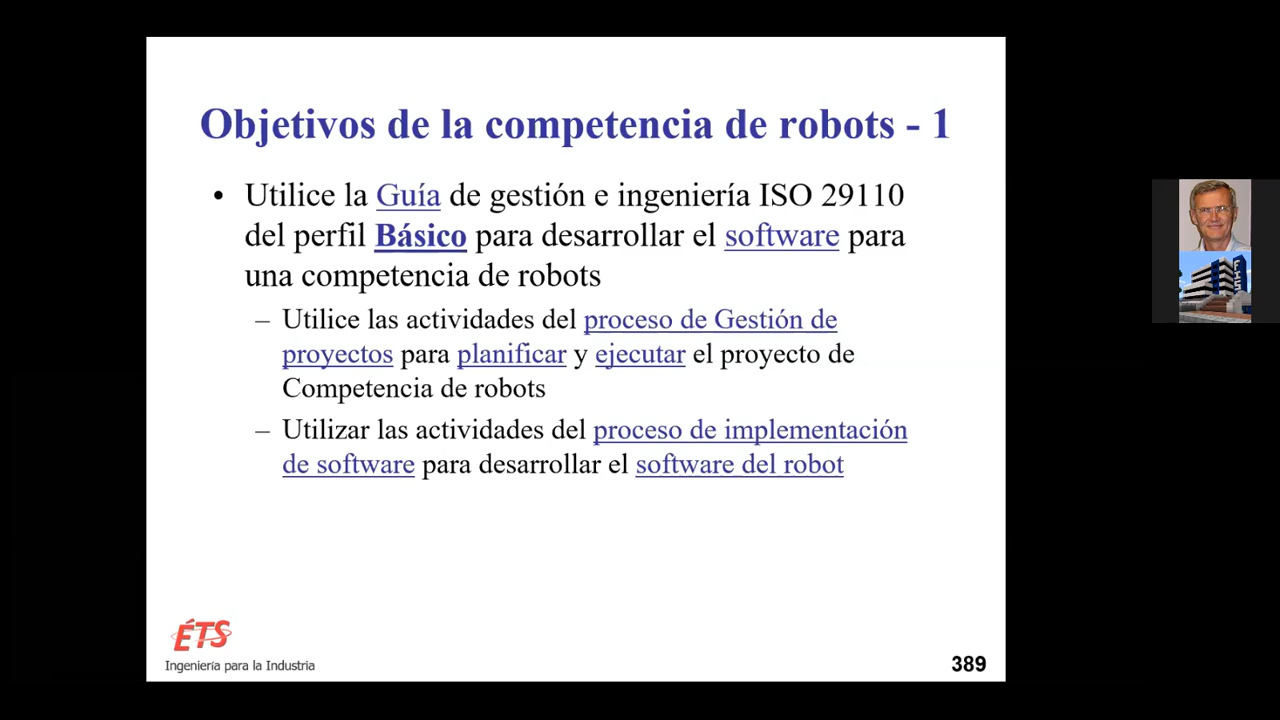 Objetivos de la competencia de robots - 1
• Utilice la Guía de gestión e ingeniería ISO 29110
del perfil Básico para desarrollar el software para
una competencia de robots
– Utilice las actividades del proceso de Gestión de
proyectos para planificar y ejecutar el proyecto de
Competencia de robots
– Utilizar las actividades del proceso de implementación
de software para desarrollar el software del robot
ÉTS
Ingeniería para la Industria
389